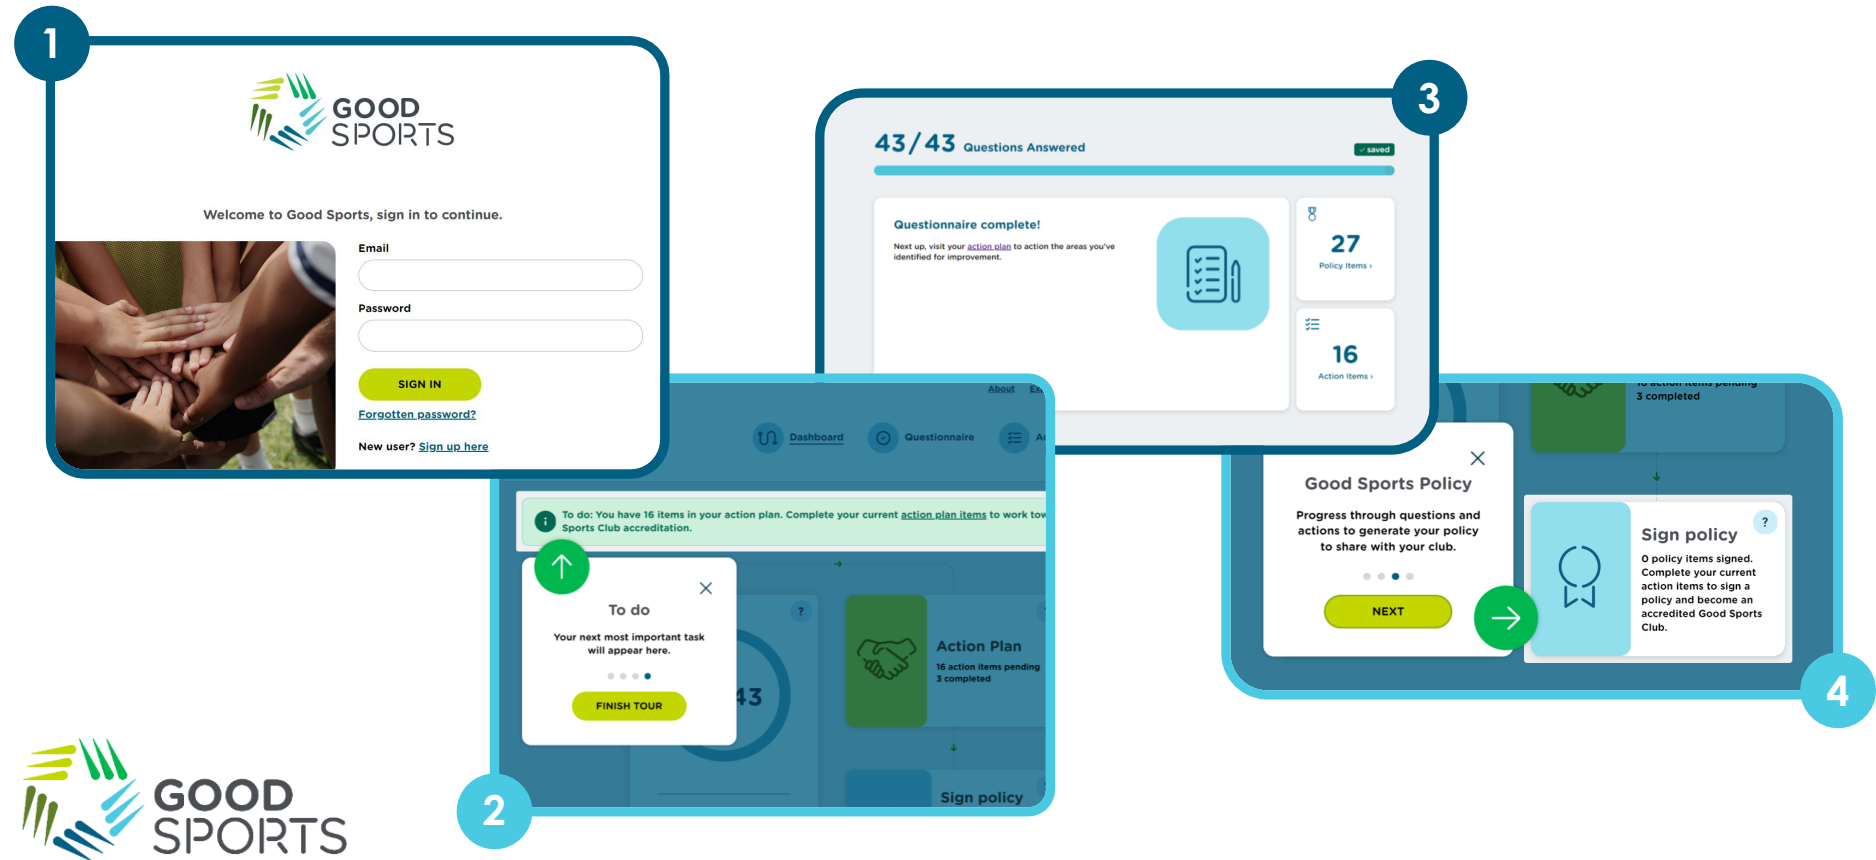 1
GOOD
SPORTS
Welcome to Good Sports, sign in to continue.
Email
Password
SIGN IN
Forgotten password?
New user? Sign up here
2
About
Dashboard
Questionnaire
To do: You have 16 items in your action plan. Complete your current action plan items to work
Sports Club accreditation.
To do
Your next most important task
will appear here.
FINISH TOUR
43
?
Action Plan
16 action items pending
3 completed
Sign policy
3
43/43 Questions Answered
saved
Questionnaire complete!
Next up, visit your action plan to action the areas you've
identified for improvement.
27
Policy Items ›
16
Action Items ›
4
16 action items pending
3 completed
Good Sports Policy
Progress through questions and
actions to generate your policy
to share with your club.
NEXT
Sign policy
?
0 policy items signed.
Complete your current
action items to sign a
policy and become an
accredited Good Sports
Club.
GOOD
SPORTS